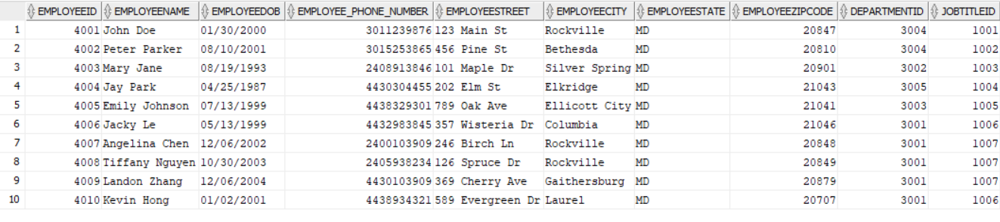 EMPLOYEEID EMPLOYEENAME EMPLOYEEDOB EMPLOYEE_PHONE_NUMBER EMPLOYEESTREET EMPLOYEECITY EMPLOYEESTATE EMPLOYEEZIPCODE DEPARTMENTID JOBTITLEID
1 4001 John Doe 01/30/2000 3011239876 123 Main St Rockville MD 20847 3004 1001
2 4002 Peter Parker 08/10/2001 3015253865 456 Pine St Bethesda MD 20810 3004 1002
3 4003 Mary Jane 08/19/1993 2408913846 101 Maple Dr Silver Spring MD 20901 3002 1003
4 4004 Jay Park 04/25/1987 4430304455 202 Elm St Elkridge MD 21043 3005 1004
5 4005 Emily Johnson 07/13/1999 4438329301 789 Oak Ave Ellicott City MD 21041 3003 1005
6 4006 Jacky Le 05/13/1999 4432983845 357 Wisteria Dr Columbia MD 21046 3001 1006
7 4007 Angelina Chen 12/06/2002 2400103909 246 Birch Ln Rockville MD 20848 3001 1007
8 4008 Tiffany Nguyen 10/30/2003 2405938234 126 Spruce Dr Rockville MD 20849 3001 1007
9 4009 Landon Zhang 12/06/2004 4430103909 369 Cherry Ave Gaithersburg MD 20879 3001 1007
10 4010 Kevin Hong 01/02/2001 4438934321 589 Evergreen Dr Laurel MD 20707 3001 1006